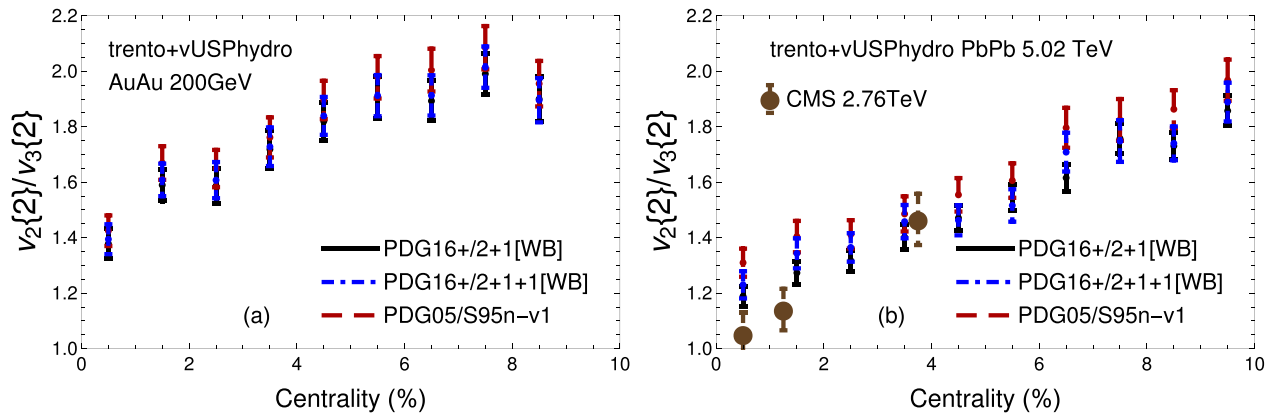 trento+vUSPhydro
AuAu 200GeV
v₂{2}/v₃{2}
2.2
2.0
1.8
1.6
1.4
1.2
1.0
PDG16+/2+1[WB]
PDG16+/2+1+1[WB]
PDG05/S95n-v1
(a)
0 2 4 6 8 10
Centrality (%)
trento+vUSPhydro PbPb 5.02 TeV
CMS 2.76TeV
v₂{2}/v₃{2}
2.2
2.0
1.8
1.6
1.4
1.2
1.0
PDG16+/2+1[WB]
PDG16+/2+1+1[WB]
PDG05/S95n-v1
(b)
0 2 4 6 8 10
Centrality (%)